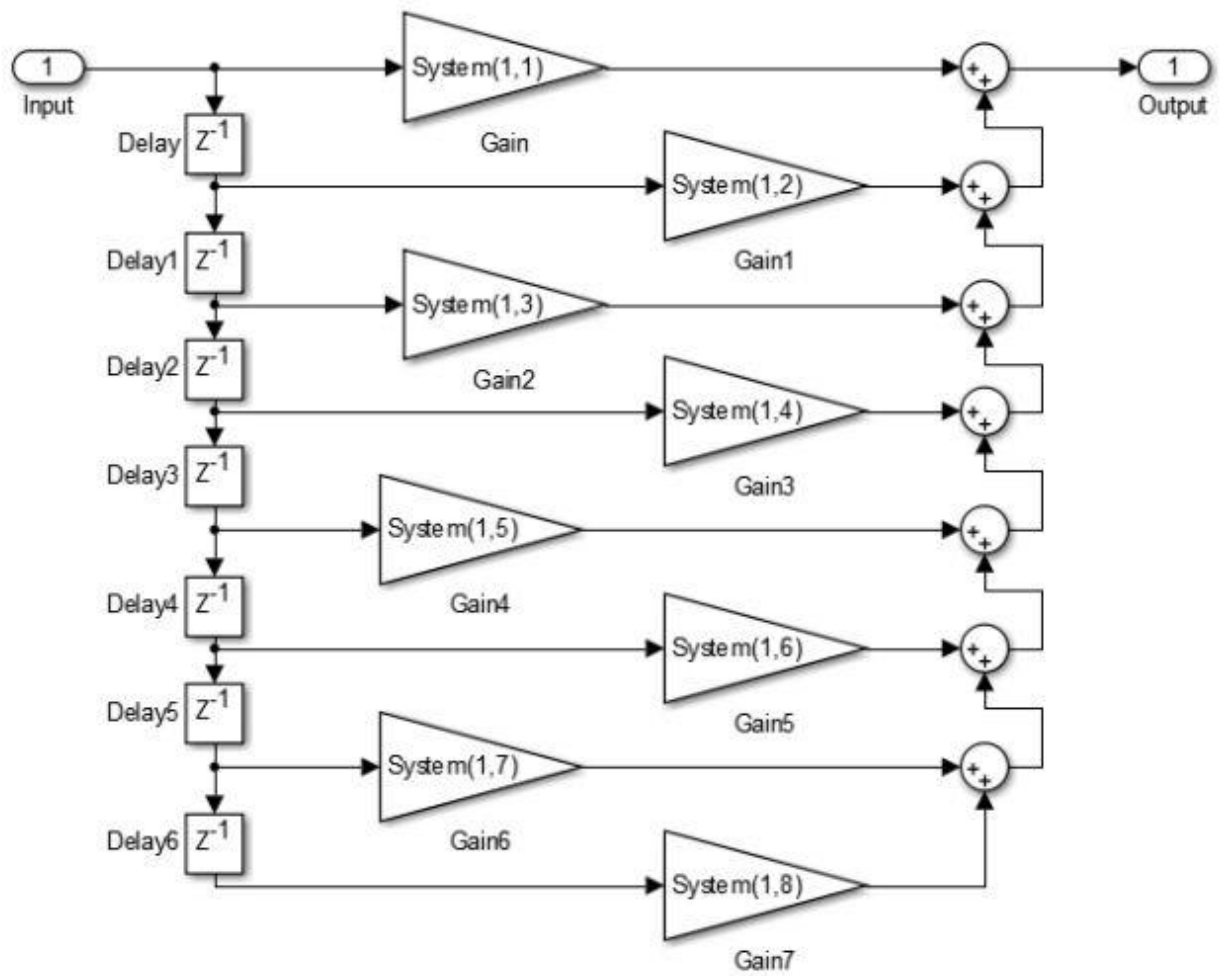 1
System(1,1)
1
Input
Gain
Output
Delay
Z-1
System(1,2)
Gain1
Delay1
Z-1
System(1,3)
Gain2
Delay2
Z-1
System(1,4)
Gain3
Delay3
Z-1
System(1,5)
Gain4
Delay4
Z-1
System(1,6)
Gain5
Delay5
Z-1
System(1,7)
Gain6
Delay6
Z-1
System(1,8)
Gain7